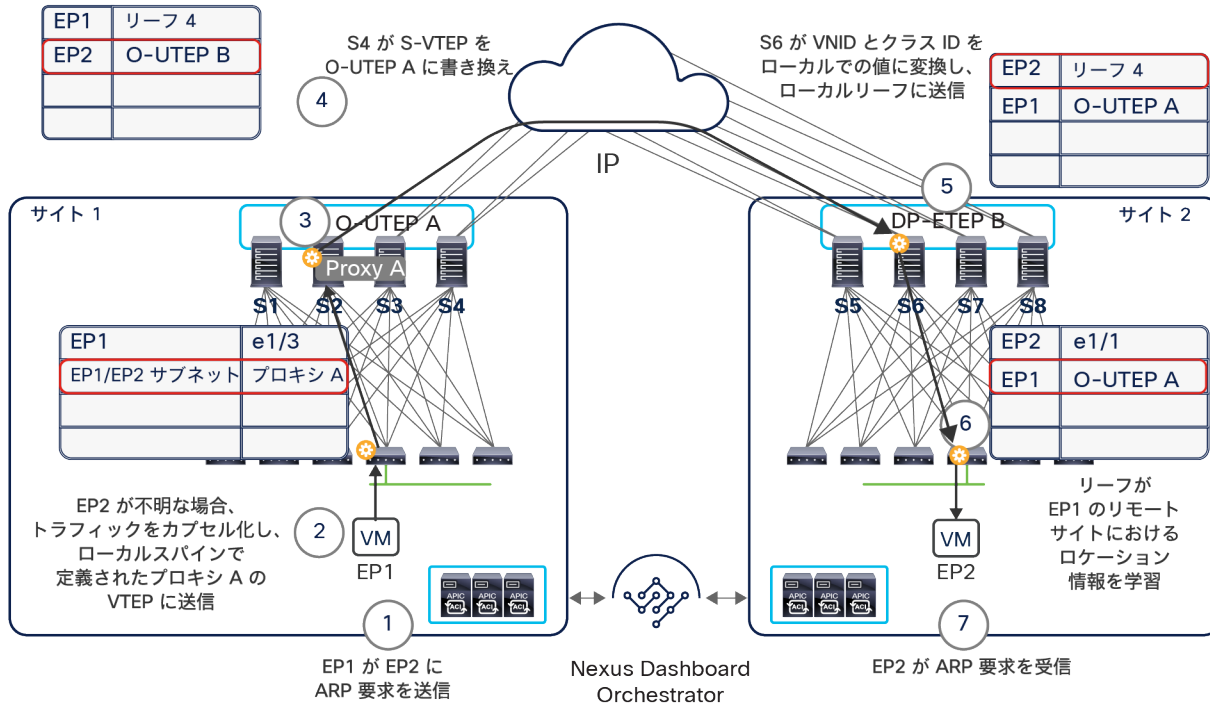 EP1 リーフ 4
EP2 O-UTEP B
S4 が S-VTEP を
O-UTEP A に書き換え
4
S6 が VNID とクラス ID を
ローカルでの値に変換し、
ローカルリーフに送信
EP2 リーフ 4
EP1 O-UTEP A
IP
サイト 1
3
O-UTEP A
Proxy A
S1 S2 S3 S4
EP1 e1/3
EP1/EP2 サブネット プロキシ A
5
サイト 2
DP-ETEP B
S5 S6 S7 S8
EP2 e1/1
EP1 O-UTEP A
6
EP2 が不明な場合、
トラフィックをカプセル化し、
ローカルスパインで
定義されたプロキシ A の
VTEP に送信
2
VM
EP1
APIC APIC APIC
ACI ACI ACI
1
EP1 が EP2 に
ARP 要求を送信
Nexus Dashboard
Orchestrator
VM
EP2
リーフが
EP1 のリモート
サイトにおける
ロケーション
情報を学習
APIC APIC APIC
ACI ACI ACI
7
EP2 が ARP 要求を受信